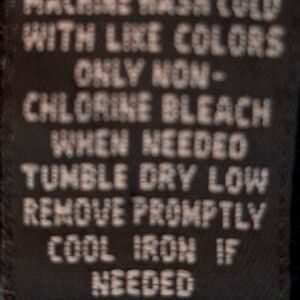 MACHINE WASH COLD
WITH LIKE COLORS
ONLY NON-
CHLORINE BLEACH
WHEN NEEDED
TUMBLE DRY LOW
REMOVE PROMPTLY
COOL IRON IF
NEEDED